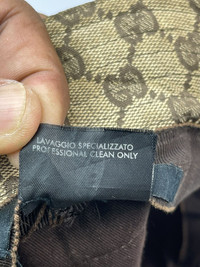 LAVAGGIO SPECIALIZZATO
PROFESSIONAL CLEAN ONLY